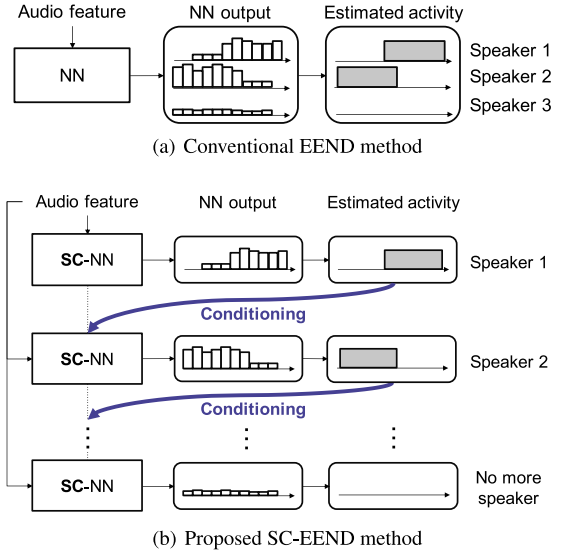 Audio feature
NN output
Estimated activity
NN
Speaker 1
Speaker 2
Speaker 3
(a) Conventional EEND method
Audio feature
NN output
Estimated activity
SC-NN
Speaker 1
Conditioning
SC-NN
Speaker 2
Conditioning
SC-NN
No more
speaker
(b) Proposed SC-EEND method